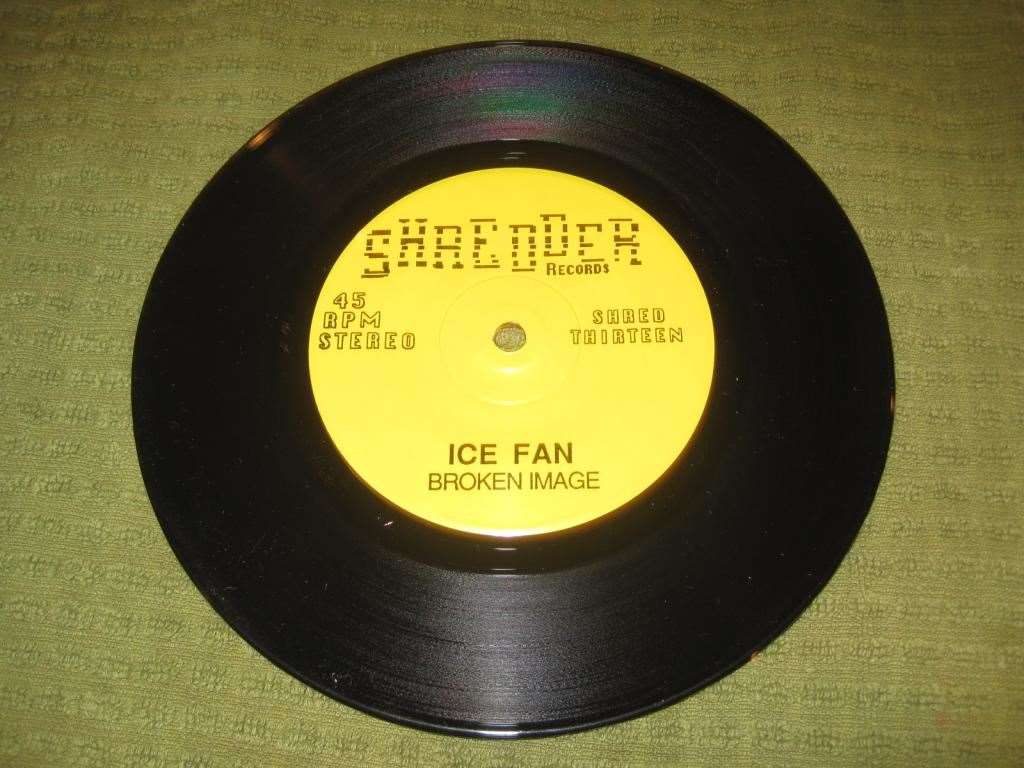 SHREDDER
RECORDS
45
RPM
STEREO
SHRED
THIRTEEN
ICE FAN
BROKEN IMAGE